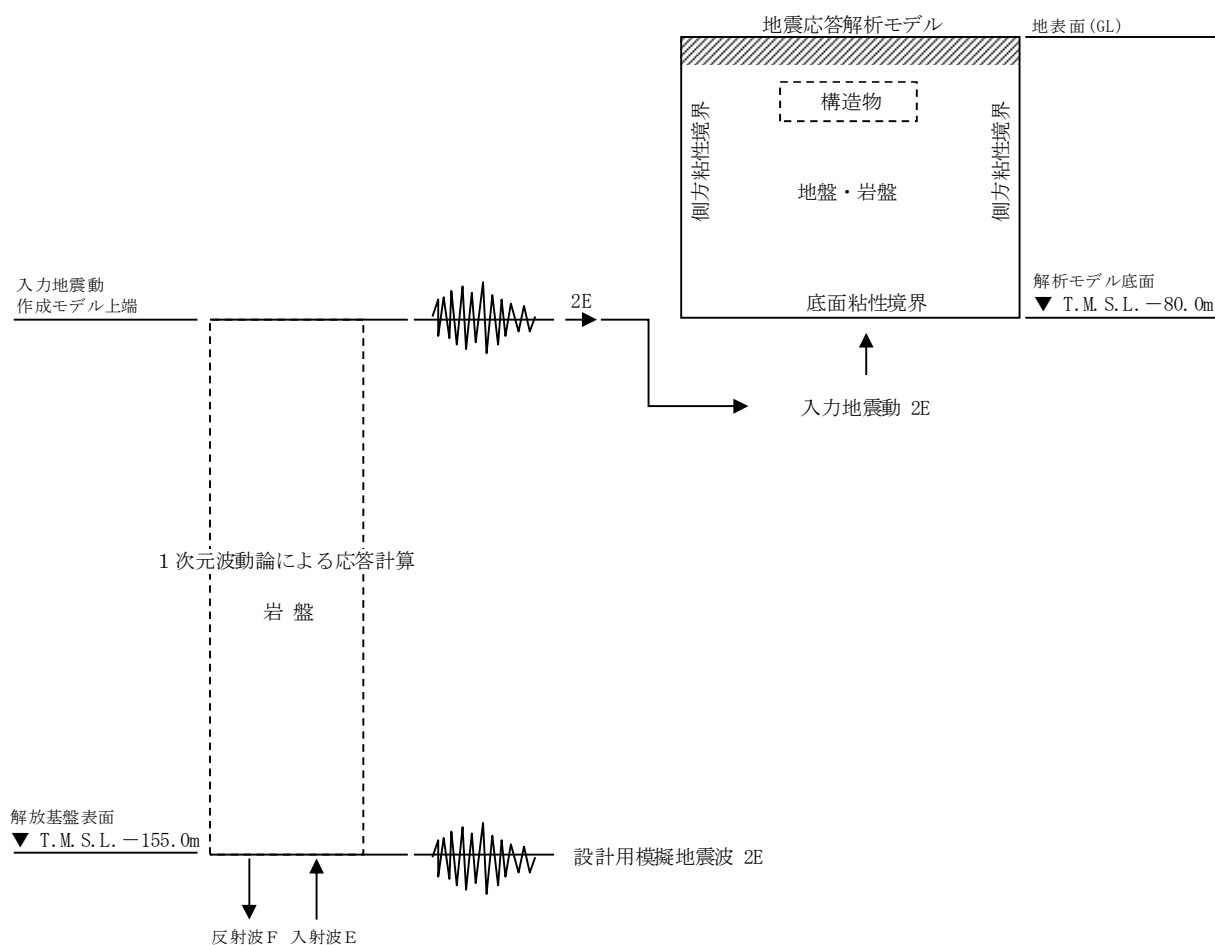 地震応答解析モデル
地表面(GL)
構造物
側方粘性境界
側方粘性境界
地盤・岩盤
入力地震動
作成モデル上端
2E
底面粘性境界
解析モデル底面
▼ T.M.S.L.－80.0m
入力地震動 2E
1次元波動論による応答計算
岩 盤
解放基盤表面
▼ T.M.S.L.－155.0m
設計用模擬地震波 2E
反射波F 入射波E